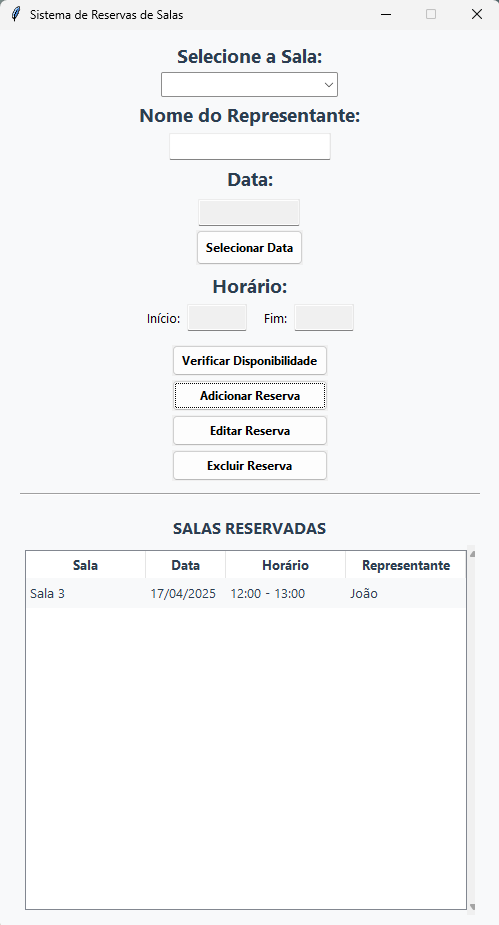 Sistema de Reservas de Salas
Selecione a Sala:
Nome do Representante:
Data:
Selecionar Data
Horário:
Início: Fim:
Verificar Disponibilidade
Adicionar Reserva
Editar Reserva
Excluir Reserva
SALAS RESERVADAS
Sala Data Horário Representante
Sala 3 17/04/2025 12:00 - 13:00 João